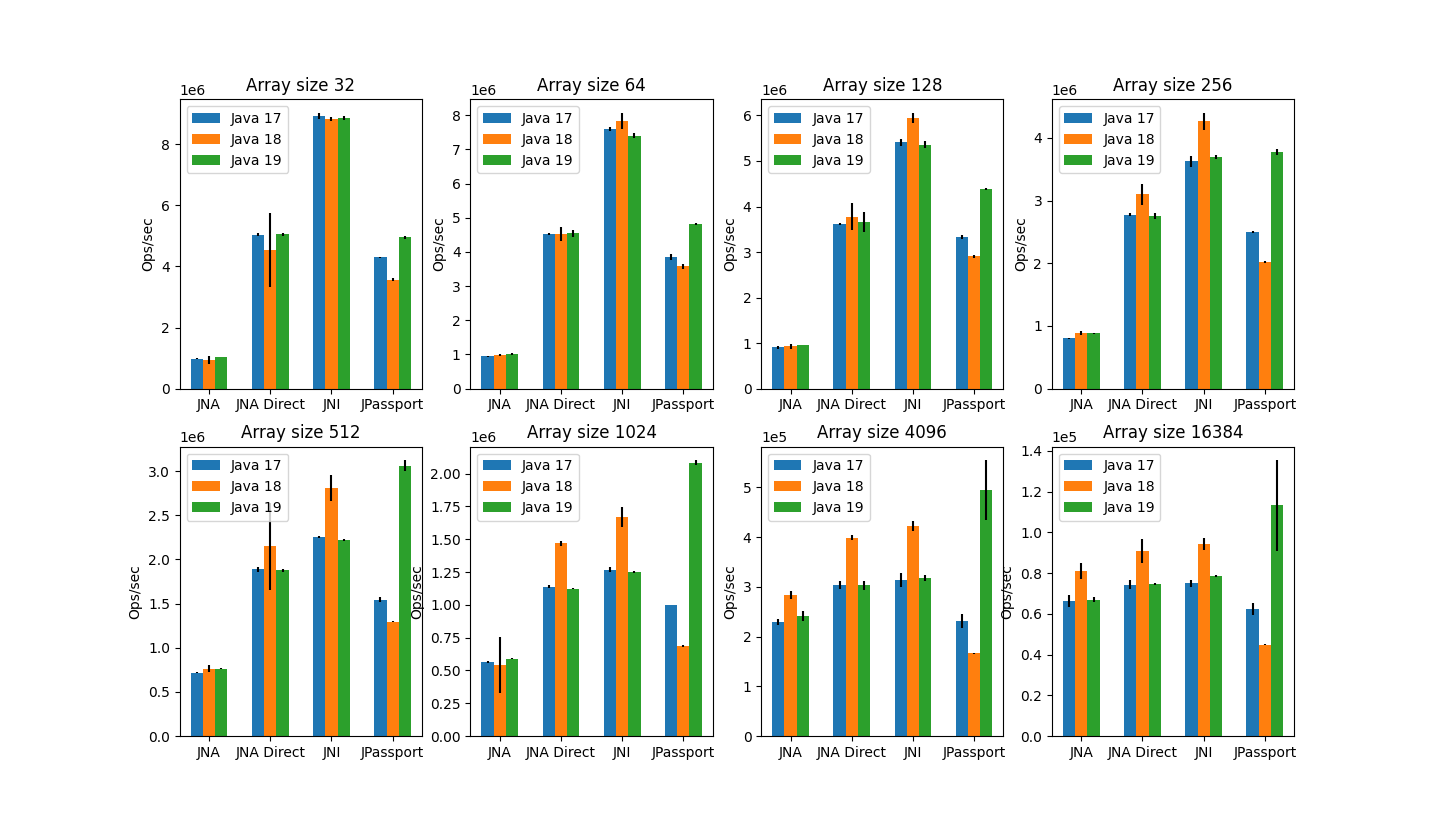 Array size 32
1e6
Ops/sec
8
6
4
2
0
Java 17
Java 18
Java 19
JNA JNA Direct JNI JPassport
Array size 64
1e6
Ops/sec
8
7
6
5
4
3
2
1
0
Java 17
Java 18
Java 19
JNA JNA Direct JNI JPassport
Array size 128
1e6
Ops/sec
6
5
4
3
2
1
0
Java 17
Java 18
Java 19
JNA JNA Direct JNI JPassport
Array size 256
1e6
Ops/sec
4
3
2
1
0
Java 17
Java 18
Java 19
JNA JNA Direct JNI JPassport
Array size 512
1e6
Ops/sec
3.0
2.5
2.0
1.5
1.0
0.5
0.0
Java 17
Java 18
Java 19
JNA JNA Direct JNI JPassport
Array size 1024
1e6
Ops/sec
2.00
1.75
1.50
1.25
1.00
0.75
0.50
0.25
0.00
Java 17
Java 18
Java 19
JNA JNA Direct JNI JPassport
Array size 4096
1e5
Ops/sec
5
4
3
2
1
0
Java 17
Java 18
Java 19
JNA JNA Direct JNI JPassport
Array size 16384
1e5
Ops/sec
1.4
1.2
1.0
0.8
0.6
0.4
0.2
0.0
Java 17
Java 18
Java 19
JNA JNA Direct JNI JPassport